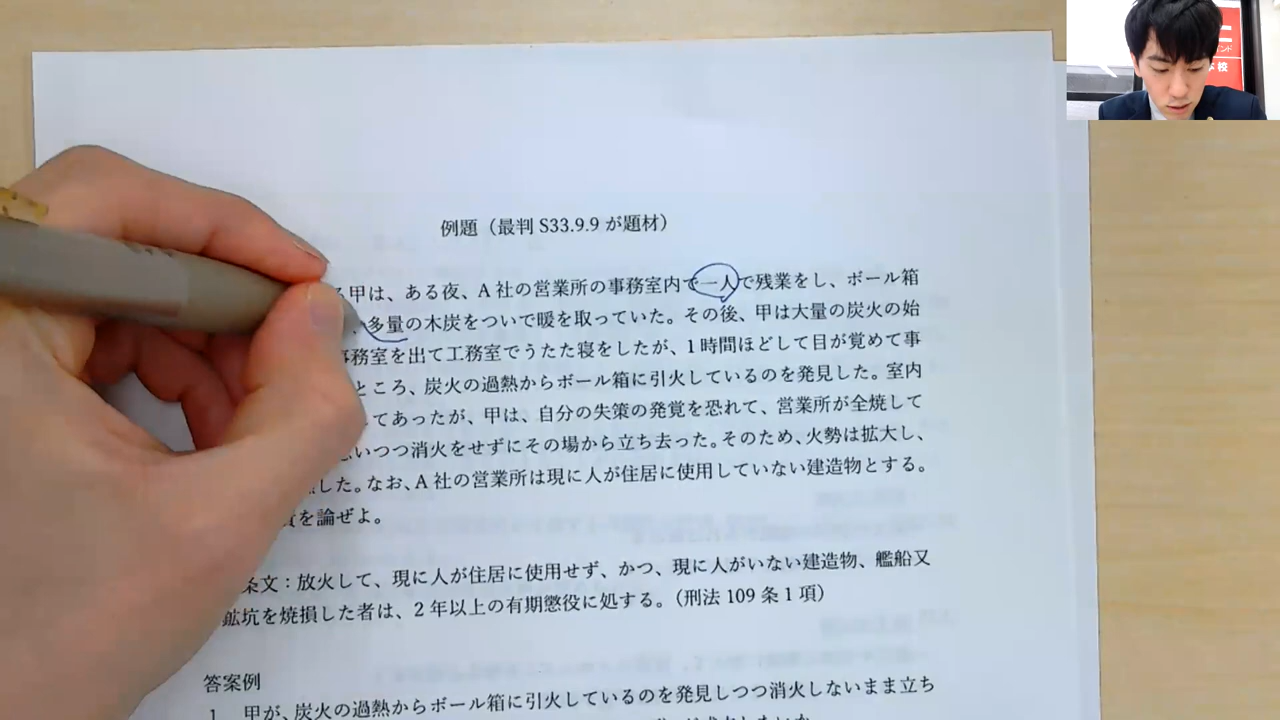 例題（最判 S33.9.9 が題材）
甲は、ある夜、A 社の営業所の事務室内で一人で残業をし、ボール箱
多量の木炭をついで暖を取っていた。その後、甲は大量の炭火の始
事務室を出て工務室でうたた寝をしたが、1 時間ほどして目が覚めて事
ところ、炭火の過熱からボール箱に引火しているのを発見した。室内
てあったが、甲は、自分の失策の発覚を恐れて、営業所が全焼して
いつつ消火をせずにその場から立ち去った。そのため、火勢は拡大し、
した。なお、A 社の営業所は現に人が住居に使用していない建造物とする。
を論ぜよ。
条文：放火して、現に人が住居に使用せず、かつ、現に人がいない建造物、艦船又
鉱坑を焼損した者は、2 年以上の有期懲役に処する。（刑法 109 条 1 項）
答案例
1 甲が、炭火の過熱からボール箱に引火しているのを発見しつつ消火しないまま立ち